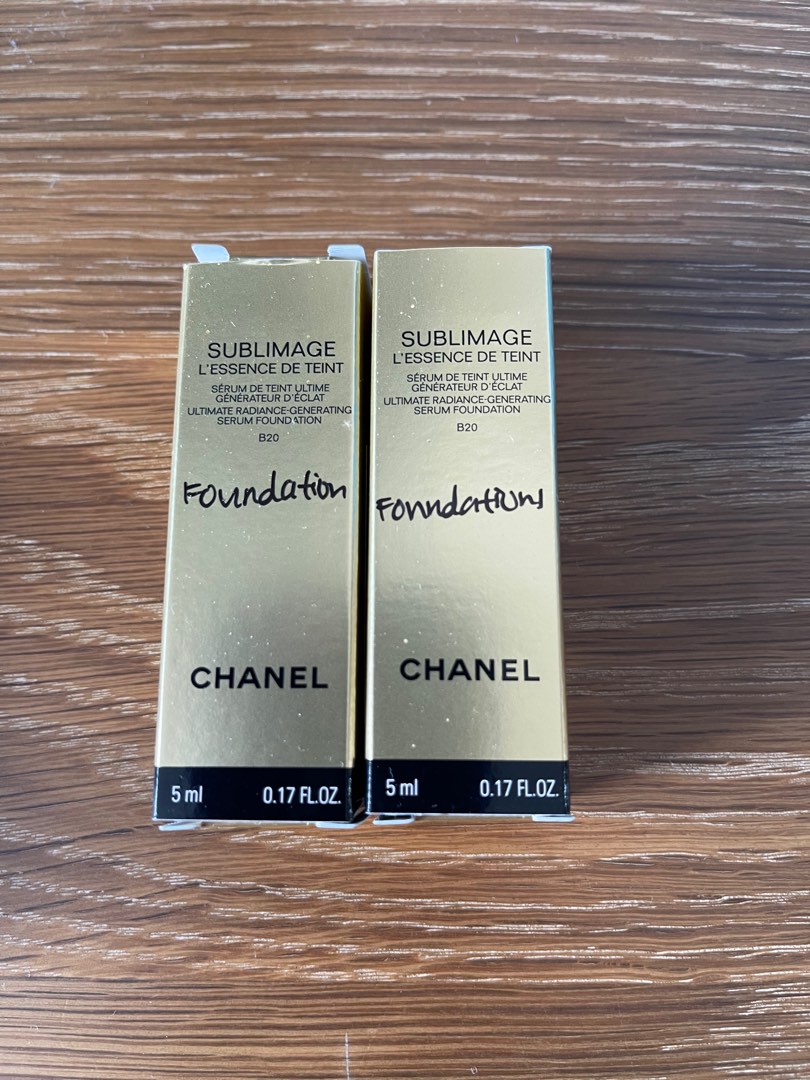 SUBLIMAGE
L'ESSENCE DE TEINT
SÉRUM DE TEINT ULTIME
GÉNÉRATEUR D'ÉCLAT
ULTIMATE RADIANCE-GENERATING
SERUM FOUNDATION
B20
Foundation
CHANEL
5 ml 0.17 FL.OZ.
SUBLIMAGE
L'ESSENCE DE TEINT
SÉRUM DE TEINT ULTIME
GÉNÉRATEUR D'ÉCLAT
ULTIMATE RADIANCE-GENERATING
SERUM FOUNDATION
B20
Foundations
CHANEL
5 ml 0.17 FL.OZ.